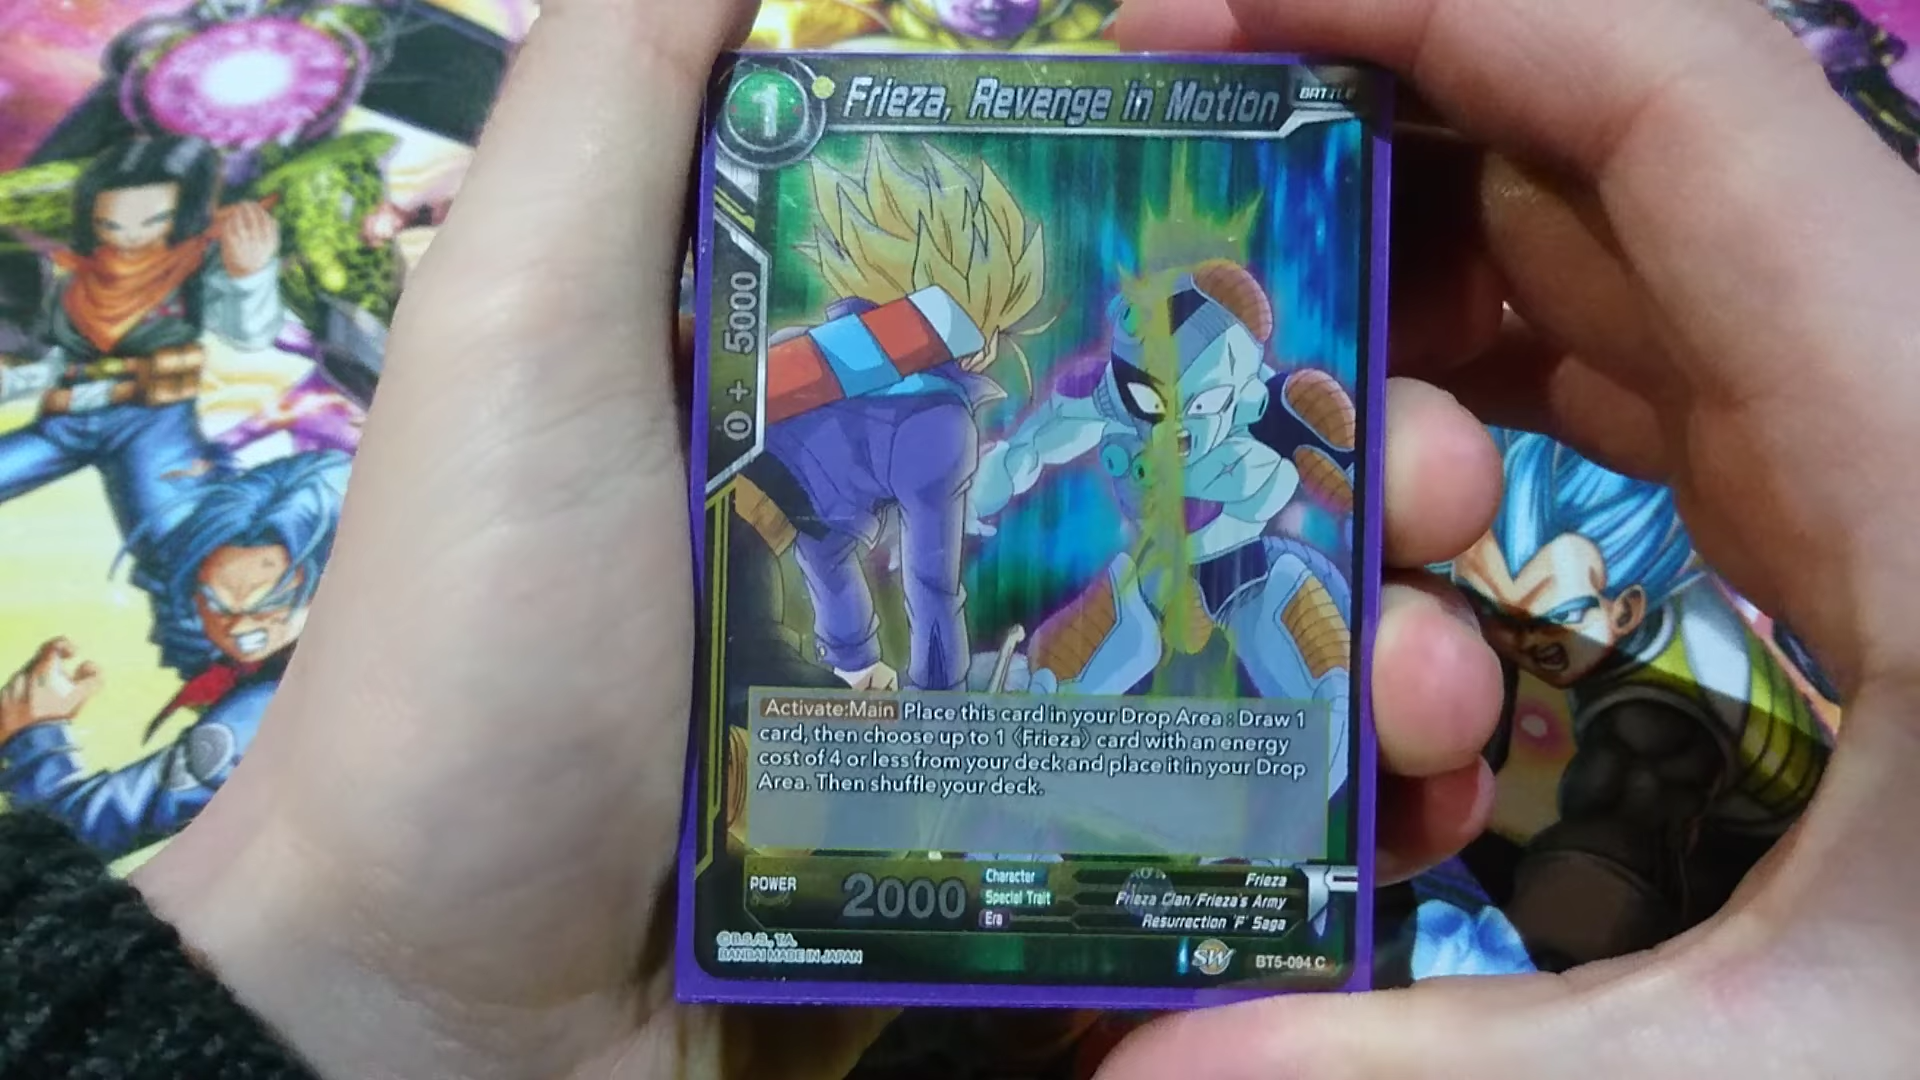 1
Frieza, Revenge in Motion
BATTLE
0 + 5000
Activate:Main Place this card in your Drop Area : Draw 1
card, then choose up to 1 《Frieza》 card with an energy
cost of 4 or less from your deck and place it in your Drop
Area. Then shuffle your deck.
POWER 2000
Character Frieza
Special Trait Frieza Clan/Frieza's Army
Era Resurrection 'F' Saga
©B.S./S., T.A.
BANDAI MADE IN JAPAN
SW
BT5-094 C